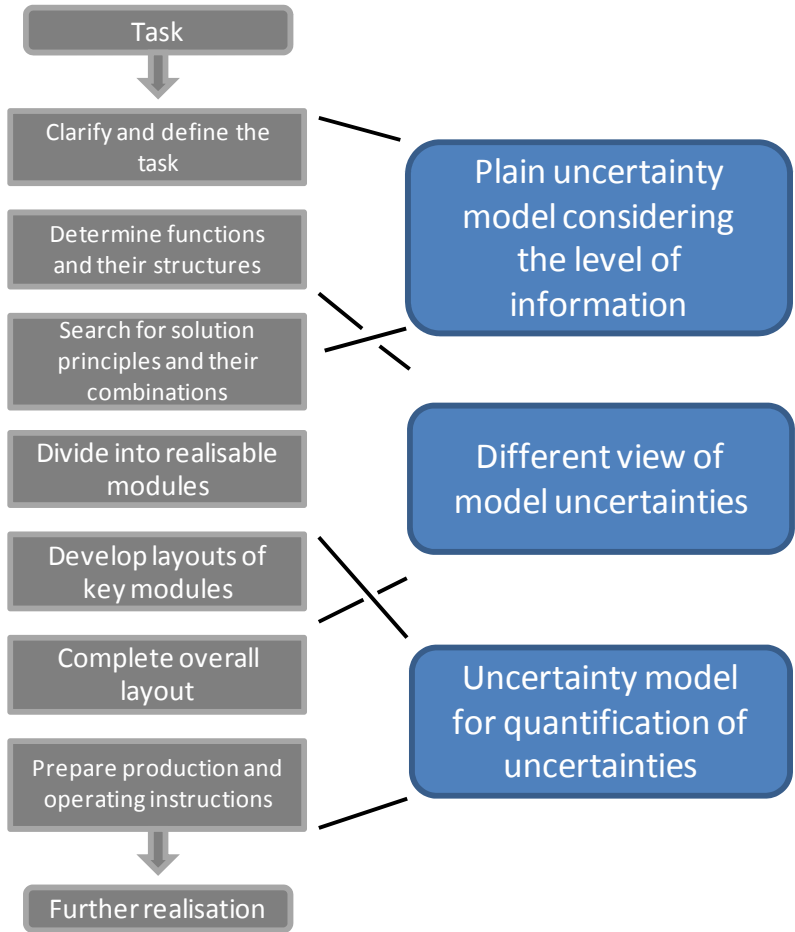 Task
Clarify and define the
task
Determine functions
and their structures
Search for solution
principles and their
combinations
Divide into realisable
modules
Develop layouts of
key modules
Complete overall
layout
Prepare production and
operating instructions
Further realisation
Plain uncertainty
model considering
the level of
information
Different view of
model uncertainties
Uncertainty model
for quantification of
uncertainties